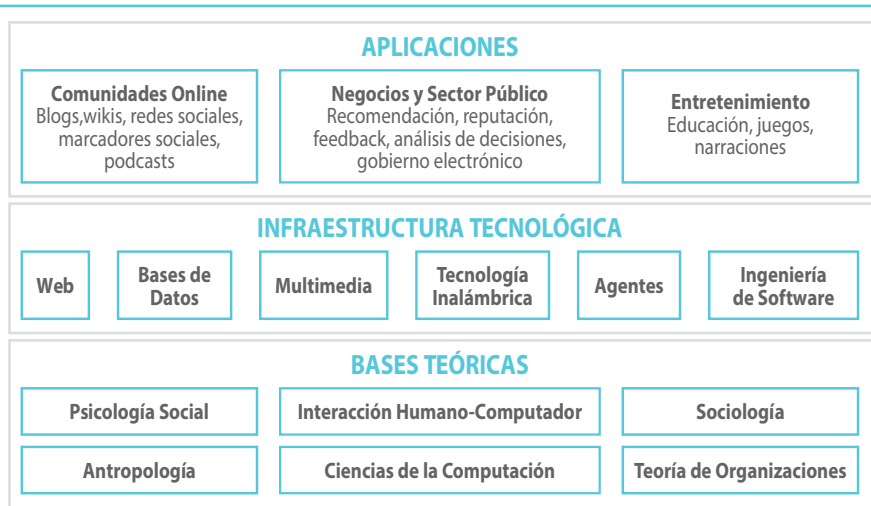 APLICACIONES
Comunidades Online
Blogs,wikis, redes sociales,
marcadores sociales,
podcasts
Negocios y Sector Público
Recomendación, reputación,
feedback, análisis de decisiones,
gobierno electrónico
Entretenimiento
Educación, juegos,
narraciones
INFRAESTRUCTURA TECNOLÓGICA
Web
Bases de
Datos
Multimedia
Tecnología
Inalámbrica
Agentes
Ingeniería
de Software
BASES TEÓRICAS
Psicología Social
Interacción Humano-Computador
Sociología
Antropología
Ciencias de la Computación
Teoría de Organizaciones